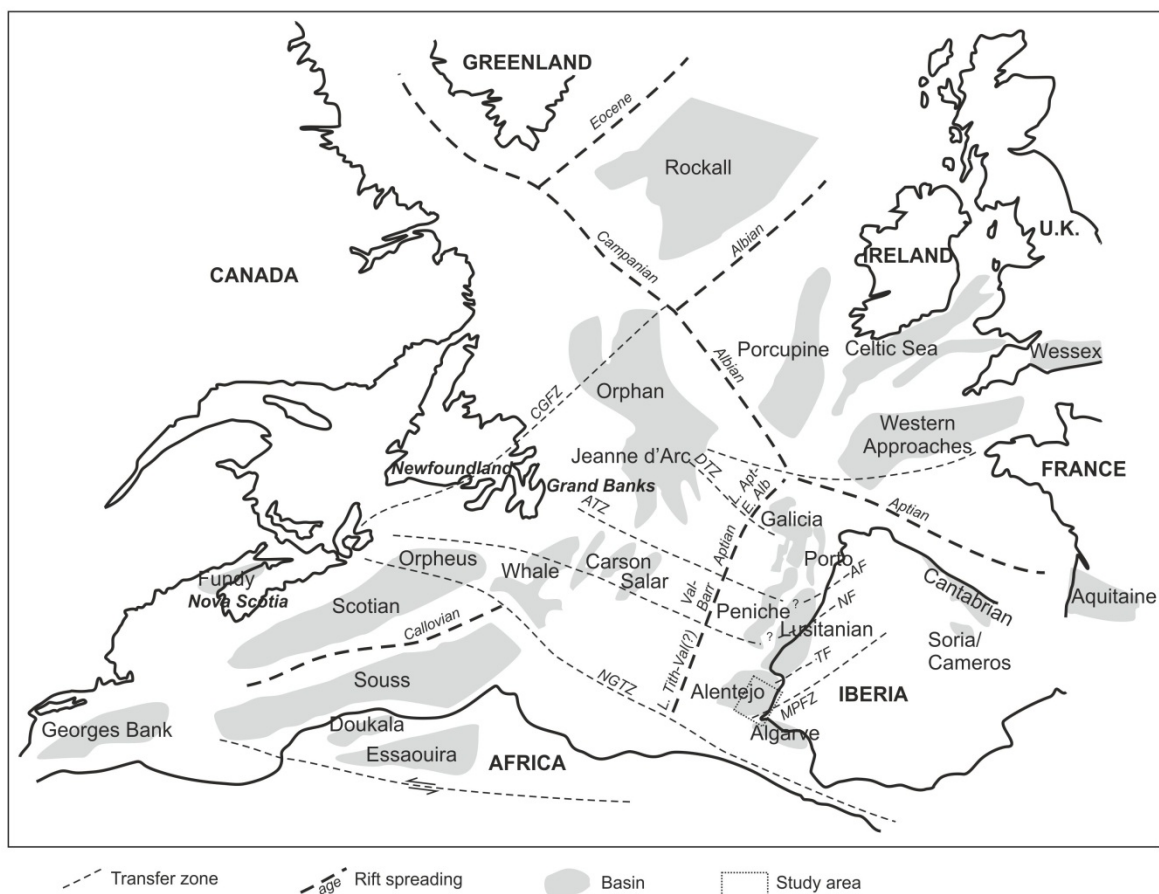 GREENLAND
Eocene
Rockall
U.K.
IRELAND
CANADA
Campanian
Albian
Porcupine
Celtic Sea
Wessex
Albian
Orphan
CGFZ
Western
Approaches
Jeanne d'Arc
DTZ
FRANCE
Newfoundland
Grand Banks
L. Apt-
E. Alb
ATZ
Galicia
Aptian
Aptian
Orpheus
Whale
Carson
Salar
Porto
AF
Fundy
Nova Scotia
Scotian
Val-
Barr
Peniche
?
NF
Cantabrian
Aquitaine
Lusitanian
?
Soria/
Cameros
Callovian
L. Tith-Val(?)
TF
Souss
NGTZ
Alentejo
MPFZ
IBERIA
Georges Bank
Doukala
Algarve
Essaouira
AFRICA
Transfer zone
age
Rift spreading
Basin
Study area